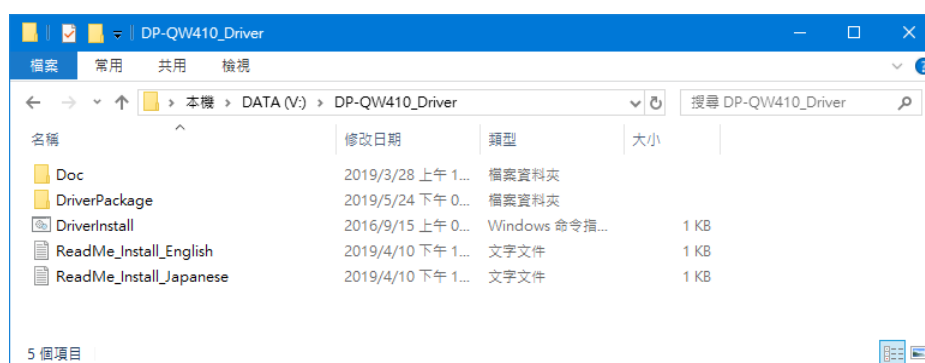 DP-QW410_Driver
檔案 常用 共用 檢視
本機 DATA (V:) DP-QW410_Driver 搜尋 DP-QW410_Driver
名稱 修改日期 類型 大小
Doc 2019/3/28 上午 1... 檔案資料夾
DriverPackage 2019/5/24 下午 0... 檔案資料夾
DriverInstall 2016/9/15 上午 0... Windows 命令指... 1 KB
ReadMe_Install_English 2019/4/10 下午 1... 文字文件 1 KB
ReadMe_Install_Japanese 2019/4/10 下午 1... 文字文件 1 KB
5 個項目